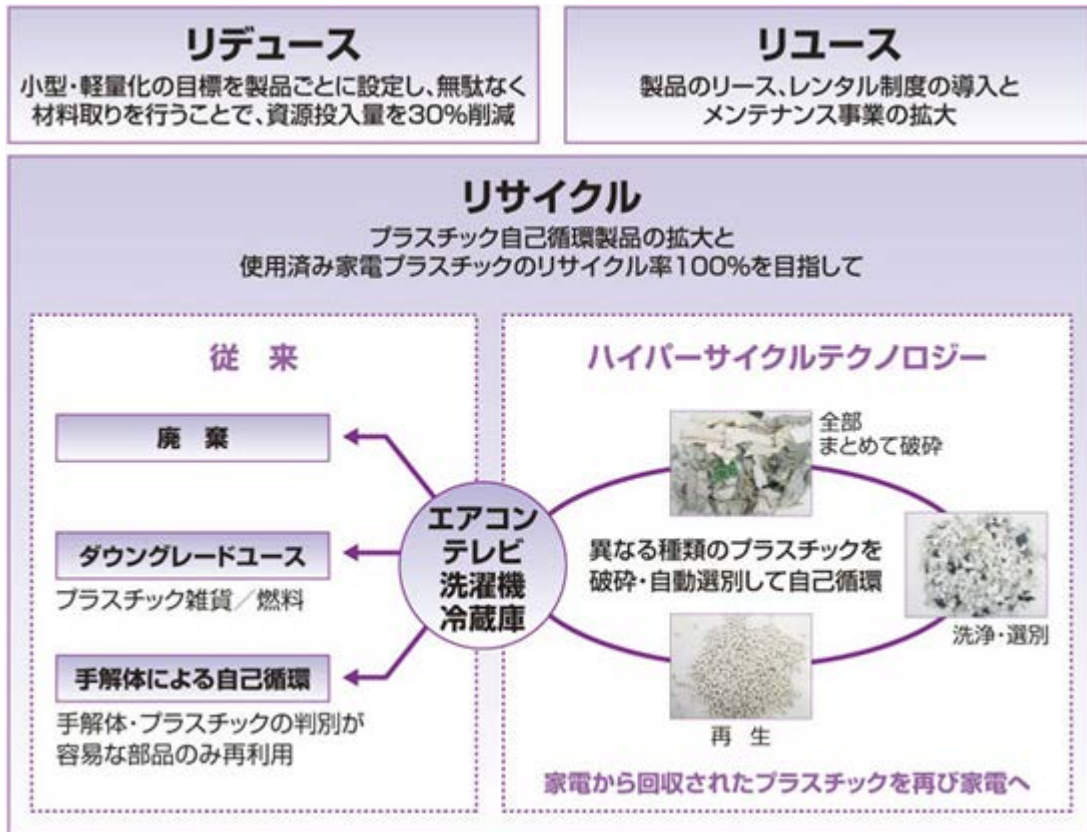 リデュース
小型・軽量化の目標を製品ごとに設定し、無駄なく
材料取りを行うことで、資源投入量を30%削減
リユース
製品のリース、レンタル制度の導入と
メンテナンス事業の拡大
リサイクル
プラスチック自己循環製品の拡大と
使用済み家電プラスチックのリサイクル率100%を目指して
従 来
廃 棄
ダウングレードユース
プラスチック雑貨／燃料
手解体による自己循環
手解体・プラスチックの判別が
容易な部品のみ再利用
エアコン
テレビ
洗濯機
冷蔵庫
ハイパーサイクルテクノロジー
全部
まとめて破砕
異なる種類のプラスチックを
破砕・自動選別して自己循環
洗浄・選別
再 生
家電から回収されたプラスチックを再び家電へ